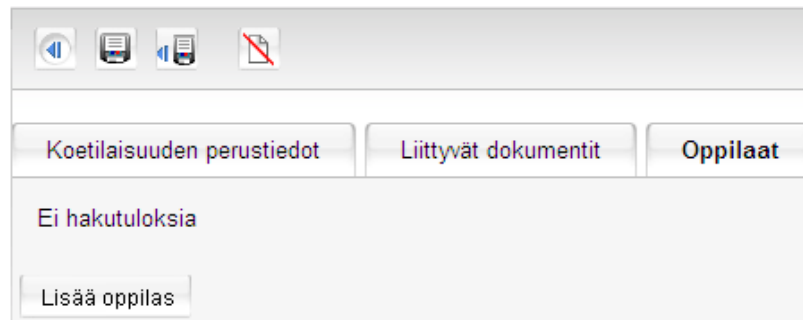 Koetilaisuuden perustiedot Liittyvät dokumentit Oppilaat
Ei hakutuloksia
Lisää oppilas